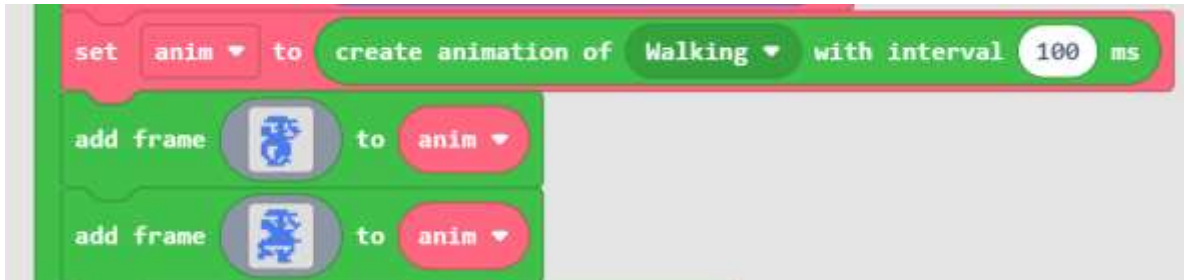 set anim to create animation of Walking with interval 100 ms
add frame to anim
add frame to anim